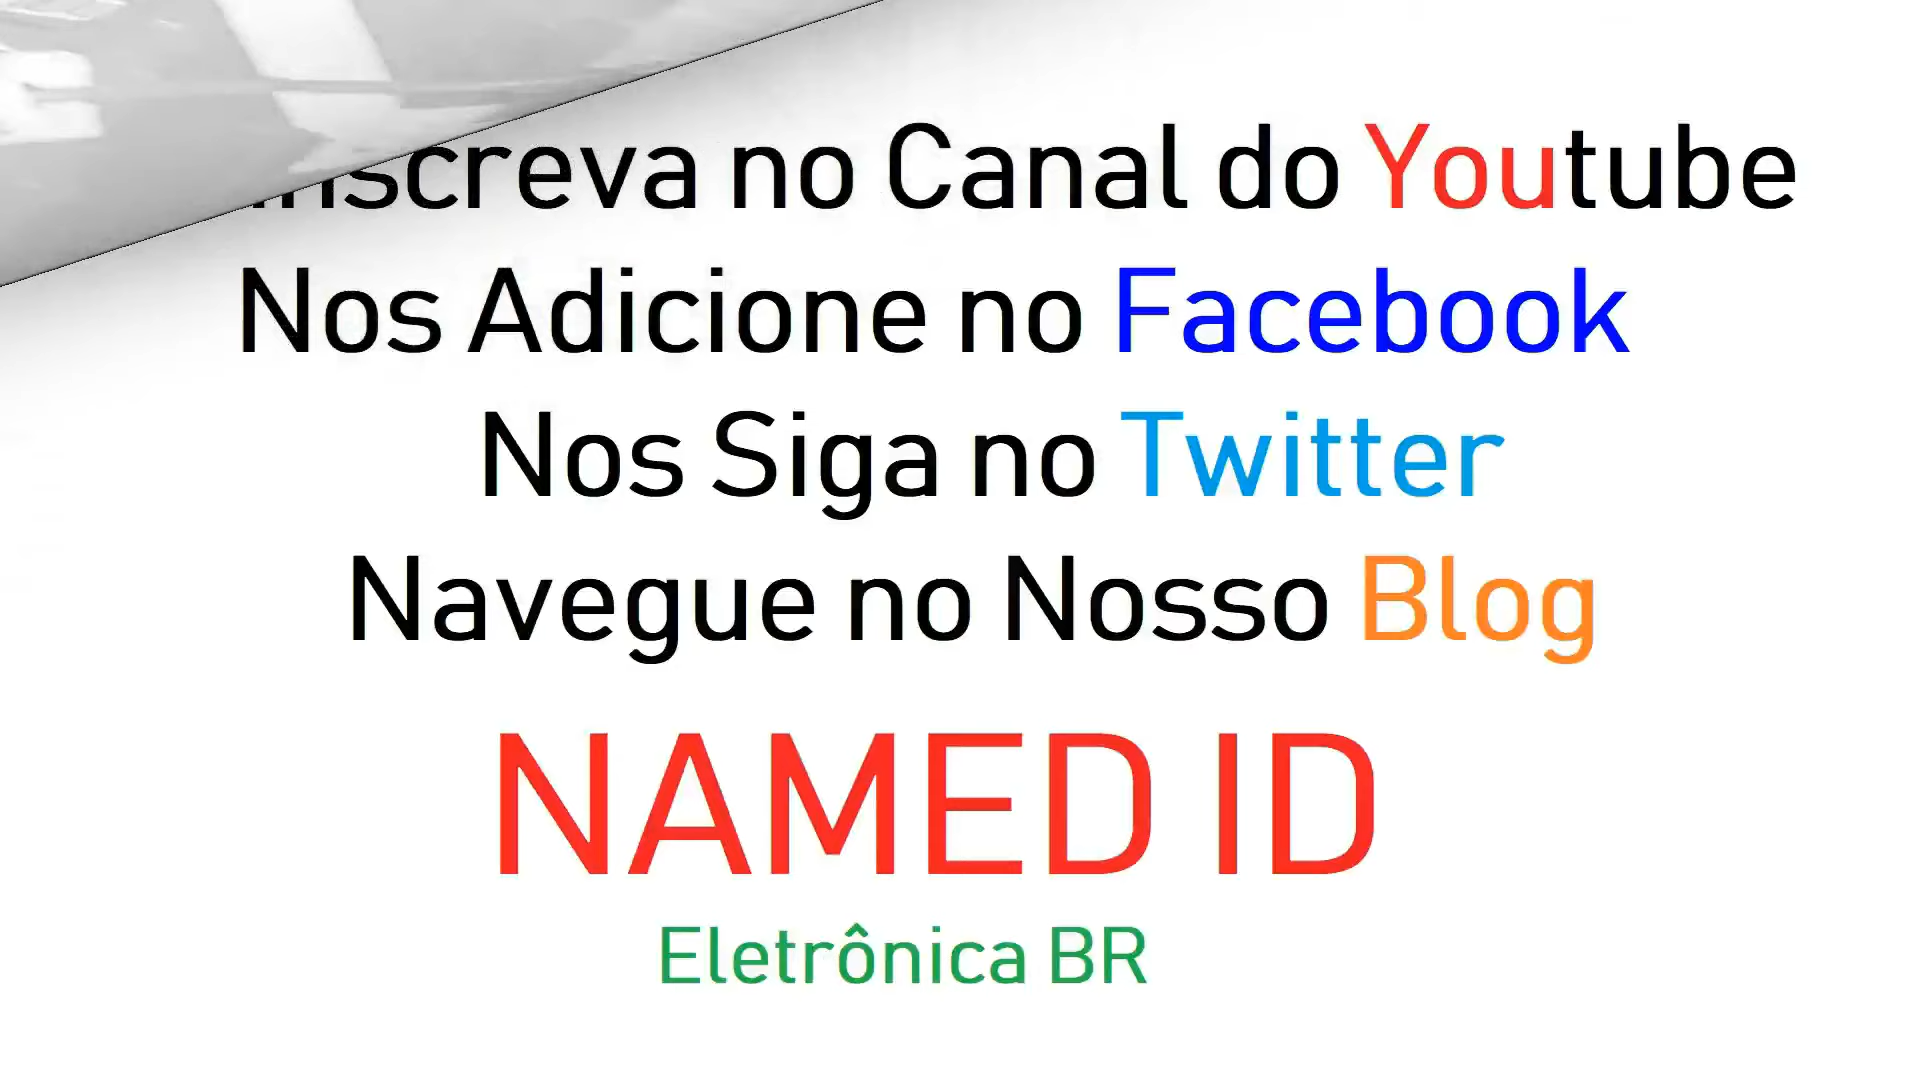 no Canal do Youtube
Nos Adicione no Facebook
Nos Siga no Twitter
Navegue no Nosso Blog
NAMED ID
Eletrônica BR